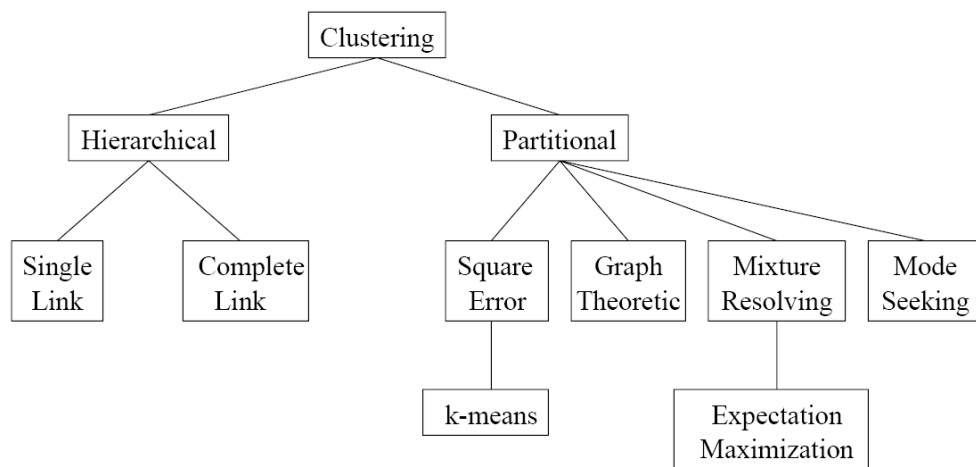 Clustering
Hierarchical
Partitional
Single
Link
Complete
Link
Square
Error
Graph
Theoretic
Mixture
Resolving
Mode
Seeking
k-means
Expectation
Maximization